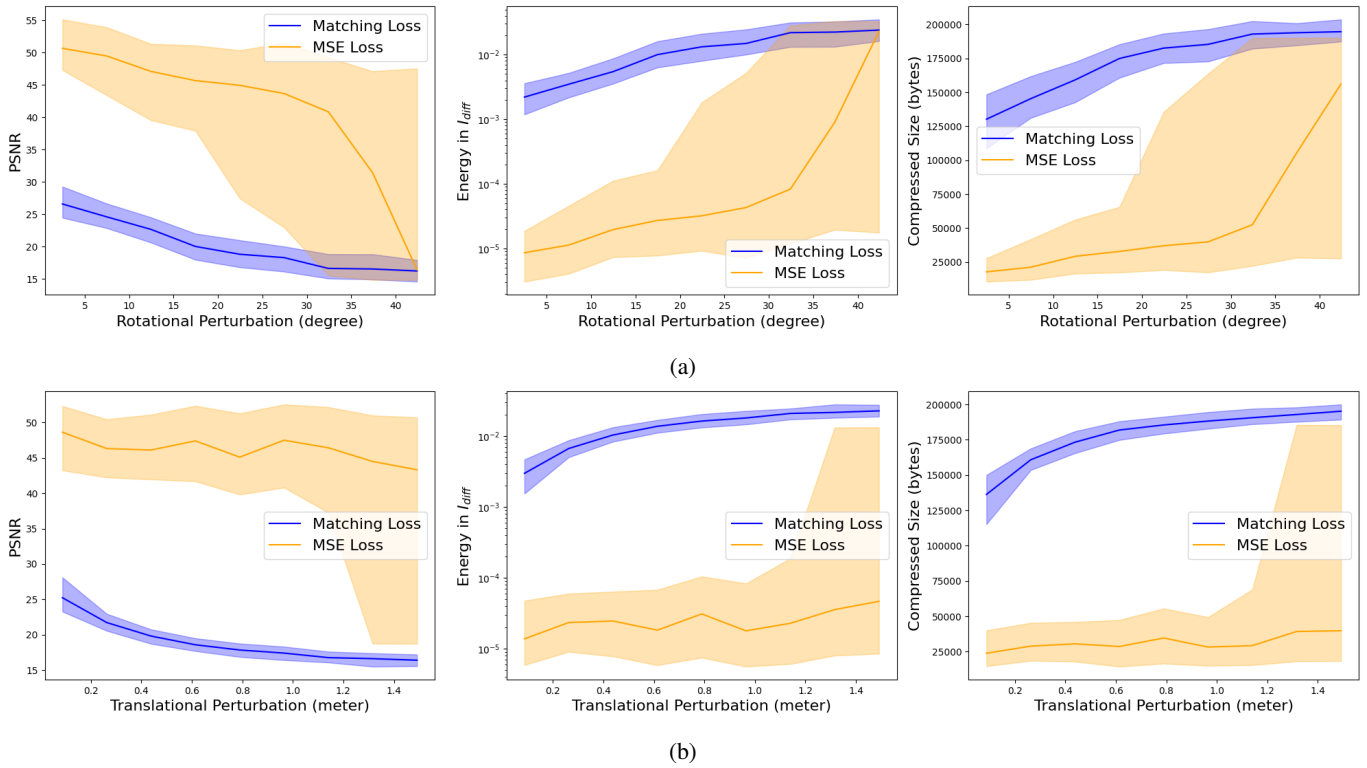 55
50
45
40
35
30
25
20
15
PSNR
Matching Loss
MSE Loss
5 10 15 20 25 30 35 40
Rotational Perturbation (degree)
10⁻²
10⁻³
10⁻⁴
10⁻⁵
Energy in I_diff
Matching Loss
MSE Loss
5 10 15 20 25 30 35 40
Rotational Perturbation (degree)
200000
175000
150000
125000
100000
75000
50000
25000
Compressed Size (bytes)
Matching Loss
MSE Loss
5 10 15 20 25 30 35 40
Rotational Perturbation (degree)
(a)
50
45
40
35
30
25
20
15
PSNR
Matching Loss
MSE Loss
0.2 0.4 0.6 0.8 1.0 1.2 1.4
Translational Perturbation (meter)
10⁻²
10⁻³
10⁻⁴
10⁻⁵
Energy in I_diff
Matching Loss
MSE Loss
0.2 0.4 0.6 0.8 1.0 1.2 1.4
Translational Perturbation (meter)
200000
175000
150000
125000
100000
75000
50000
25000
Compressed Size (bytes)
Matching Loss
MSE Loss
0.2 0.4 0.6 0.8 1.0 1.2 1.4
Translational Perturbation (meter)
(b)